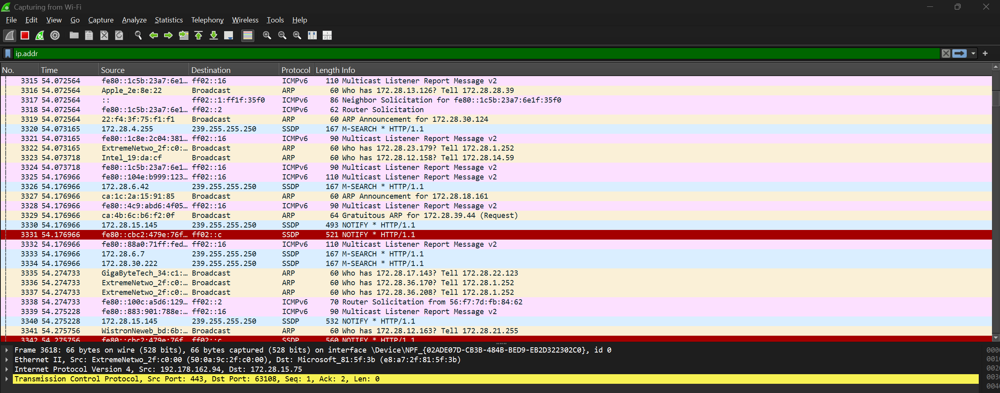 Capturing from Wi-Fi
File Edit View Go Capture Analyze Statistics Telephony Wireless Tools Help
ip.addr
No. Time Source Destination Protocol Length Info
3315 54.072564 fe80::1c5b:23a7:6e1… ff02::16 ICMPv6 110 Multicast Listener Report Message v2
3316 54.072564 Apple_2e:8e:22 Broadcast ARP 60 Who has 172.28.13.126? Tell 172.28.28.39
3317 54.072564 :: ff02::1:ff1f:35f0 ICMPv6 86 Neighbor Solicitation for fe80::1c5b:23a7:6e1f:35f0
3318 54.072564 fe80::1c5b:23a7:6e1… ff02::2 ICMPv6 62 Router Solicitation
3319 54.072564 22:f4:3f:75:f1:f1 Broadcast ARP 60 ARP Announcement for 172.28.30.124
3320 54.073165 172.28.4.255 239.255.255.250 SSDP 167 M-SEARCH * HTTP/1.1
3321 54.073165 fe80::1c8e:2c04:381… ff02::16 ICMPv6 90 Multicast Listener Report Message v2
3322 54.073165 ExtremeNetwo_2f:c0:… Broadcast ARP 60 Who has 172.28.23.179? Tell 172.28.1.252
3323 54.073718 Intel_19:da:cf Broadcast ARP 60 Who has 172.28.12.158? Tell 172.28.14.59
3324 54.073718 fe80::1c5b:23a7:6e1… ff02::16 ICMPv6 90 Multicast Listener Report Message v2
3325 54.176966 fe80::104e:b999:123… ff02::16 ICMPv6 110 Multicast Listener Report Message v2
3326 54.176966 172.28.6.42 239.255.255.250 SSDP 167 M-SEARCH * HTTP/1.1
3327 54.176966 ca:1c:2a:15:91:85 Broadcast ARP 60 ARP Announcement for 172.28.18.161
3328 54.176966 fe80::4c9:abd6:4f05… ff02::16 ICMPv6 90 Multicast Listener Report Message v2
3329 54.176966 ca:4b:6c:b6:f2:0f Broadcast ARP 64 Gratuitous ARP for 172.28.39.44 (Request)
3330 54.176966 172.28.15.145 239.255.255.250 SSDP 493 NOTIFY * HTTP/1.1
3331 54.176966 fe80::cbc2:479e:76f… ff02::c SSDP 521 NOTIFY * HTTP/1.1
3332 54.176966 fe80::88a0:71ff:fed… ff02::16 ICMPv6 110 Multicast Listener Report Message v2
3333 54.176966 172.28.6.7 239.255.255.250 SSDP 167 M-SEARCH * HTTP/1.1
3334 54.176966 172.28.30.222 239.255.255.250 SSDP 167 M-SEARCH * HTTP/1.1
3335 54.274733 GigaByteTech_34:c1:… Broadcast ARP 60 Who has 172.28.17.143? Tell 172.28.22.123
3336 54.274733 ExtremeNetwo_2f:c0:… Broadcast ARP 60 Who has 172.28.36.170? Tell 172.28.1.252
3337 54.274733 ExtremeNetwo_2f:c0:… Broadcast ARP 60 Who has 172.28.36.208? Tell 172.28.1.252
3338 54.274733 fe80::100c:a5d6:129… ff02::2 ICMPv6 70 Router Solicitation from 56:f7:7d:fb:84:62
3339 54.275228 fe80::883:901:788e:… ff02::16 ICMPv6 90 Multicast Listener Report Message v2
3340 54.275228 172.28.15.145 239.255.255.250 SSDP 532 NOTIFY * HTTP/1.1
3341 54.275756 WistronNeweb_bd:6b:… Broadcast ARP 60 Who has 172.28.12.163? Tell 172.28.21.255
3342 54.275756 fe80::cbc2:479e:76f… ff02::c SSDP 560 NOTIFY * HTTP/1.1
Frame 3618: 66 bytes on wire (528 bits), 66 bytes captured (528 bits) on interface \Device\NPF_{02ADE07D-CB3B-484B-BED9-EB2D322302C0}, id 0
Ethernet II, Src: ExtremeNetwo_2f:c0:00 (50:0a:9c:2f:c0:00), Dst: Microsoft_81:5f:3b (e8:a7:2f:81:5f:3b)
Internet Protocol Version 4, Src: 192.178.162.94, Dst: 172.28.15.75
Transmission Control Protocol, Src Port: 443, Dst Port: 63108, Seq: 1, Ack: 2, Len: 0